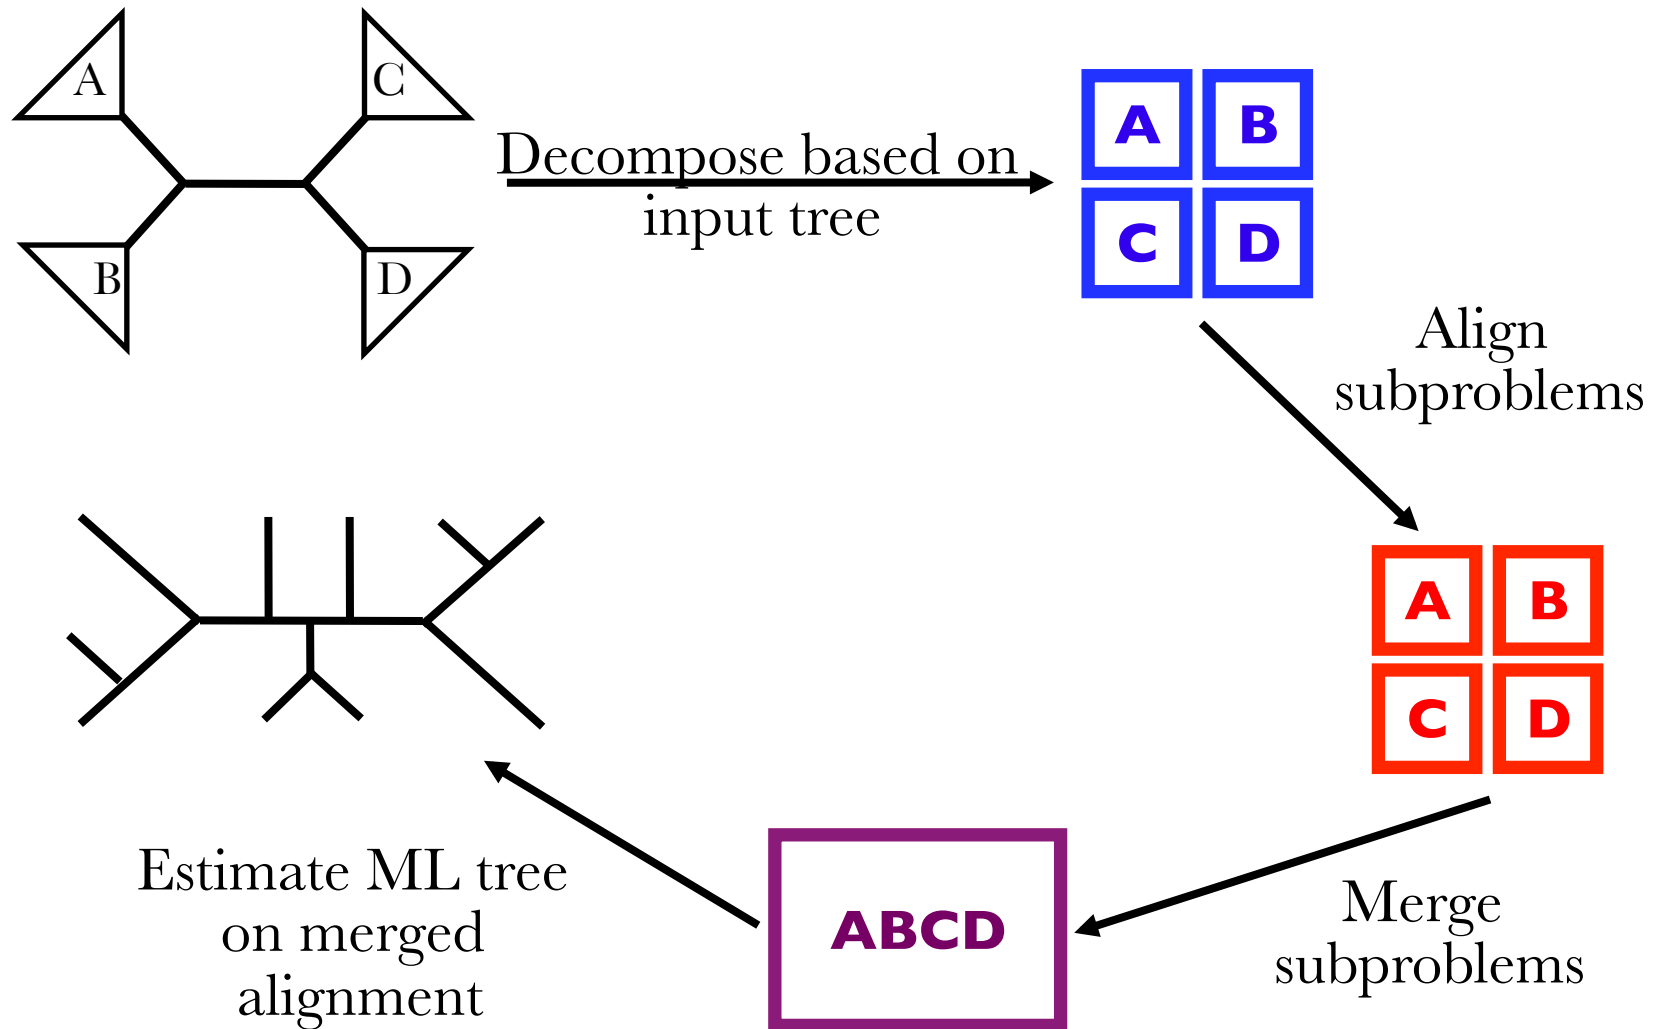 A
C
Decompose based on
input tree
B
D
A B
C D
Align
subproblems
A B
C D
Merge
subproblems
ABCD
Estimate ML tree
on merged
alignment